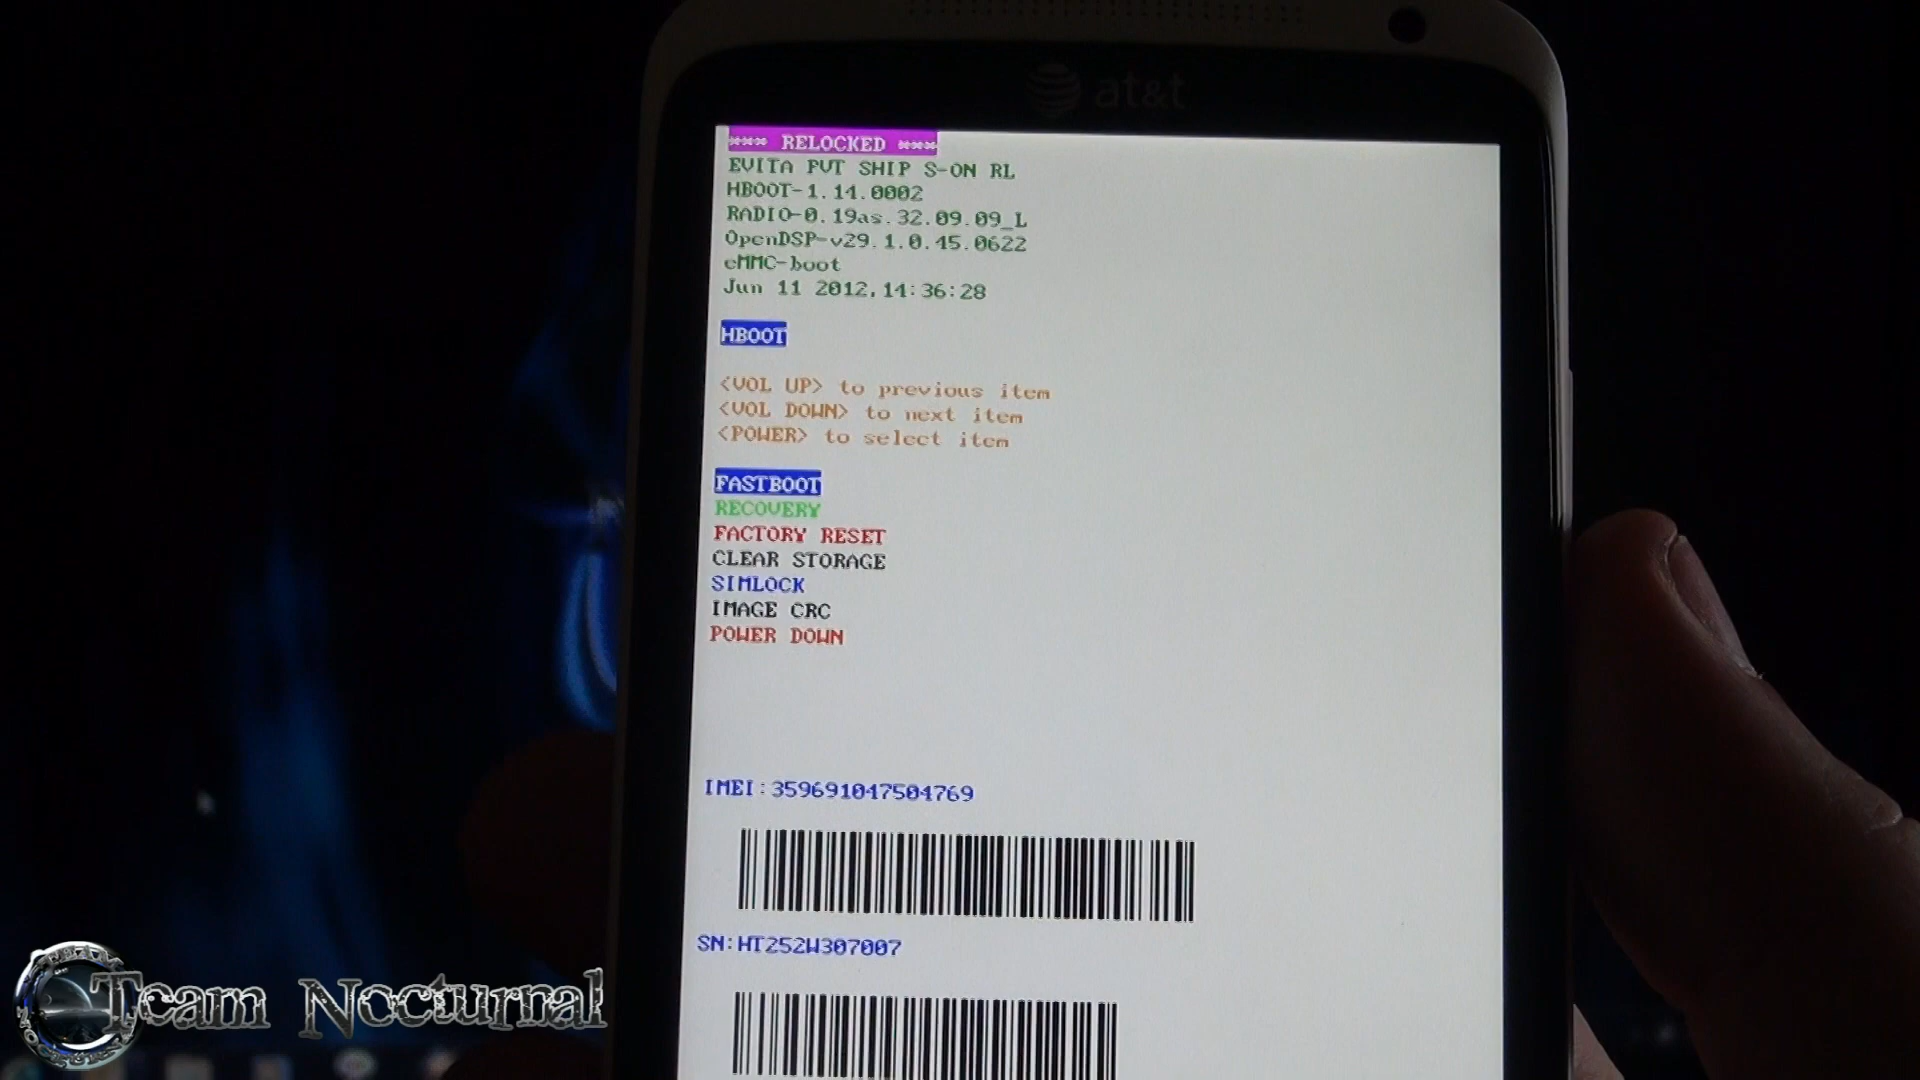 at&t
**** RELOCKED ****
EVITA PVT SHIP S-ON RL
HBOOT-1.14.0002
RADIO-0.19as.32.09.09_L
OpenDSP-v29.1.0.45.0622
eMMC-boot
Jun 11 2012,14:36:28
HBOOT
<VOL UP> to previous item
<VOL DOWN> to next item
<POWER> to select item
FASTBOOT
RECOVERY
FACTORY RESET
CLEAR STORAGE
SIMLOCK
IMAGE CRC
POWER DOWN
IMEI:359691047504769
SN:HT252W307007
Team Nocturnal